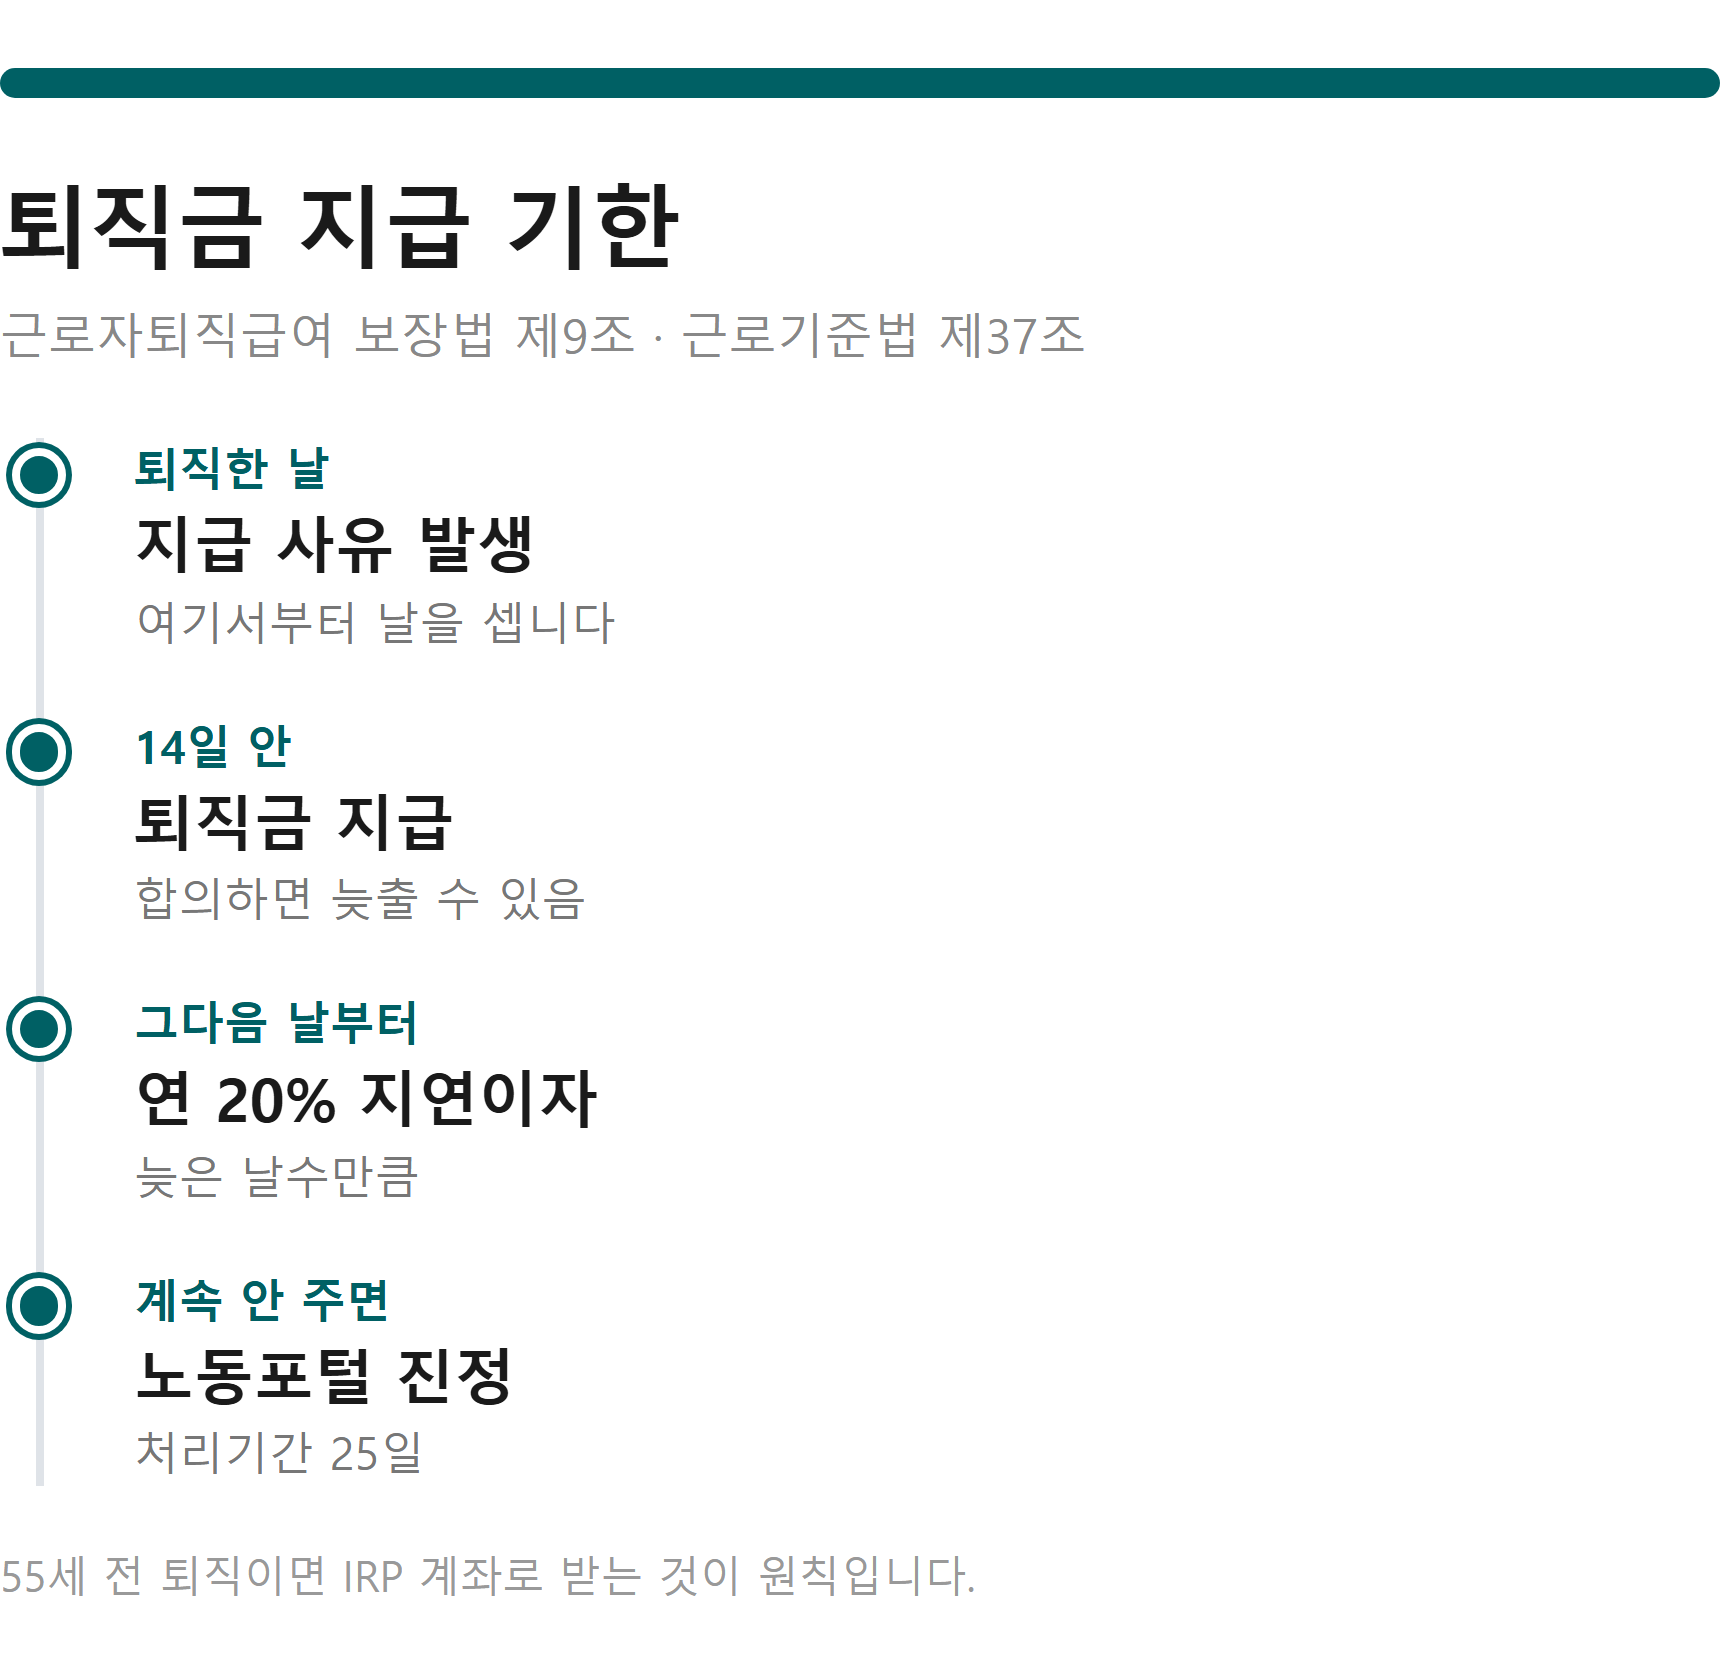 퇴직금 지급 기한
근로자퇴직급여 보장법 제9조 · 근로기준법 제37조
퇴직한 날
지급 사유 발생
여기서부터 날을 셉니다
14일 안
퇴직금 지급
합의하면 늦출 수 있음
그다음 날부터
연 20% 지연이자
늦은 날수만큼
계속 안 주면
노동포털 진정
처리기간 25일
55세 전 퇴직이면 IRP 계좌로 받는 것이 원칙입니다.